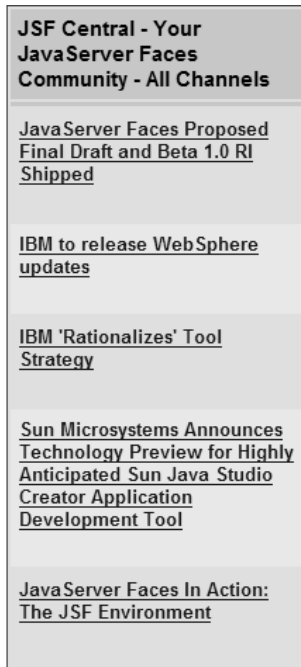 JSF Central - Your
JavaServer Faces
Community - All Channels
JavaServer Faces Proposed
Final Draft and Beta 1.0 RI
Shipped
IBM to release WebSphere
updates
IBM 'Rationalizes' Tool
Strategy
Sun Microsystems Announces
Technology Preview for Highly
Anticipated Sun Java Studio
Creator Application
Development Tool
JavaServer Faces In Action:
The JSF Environment